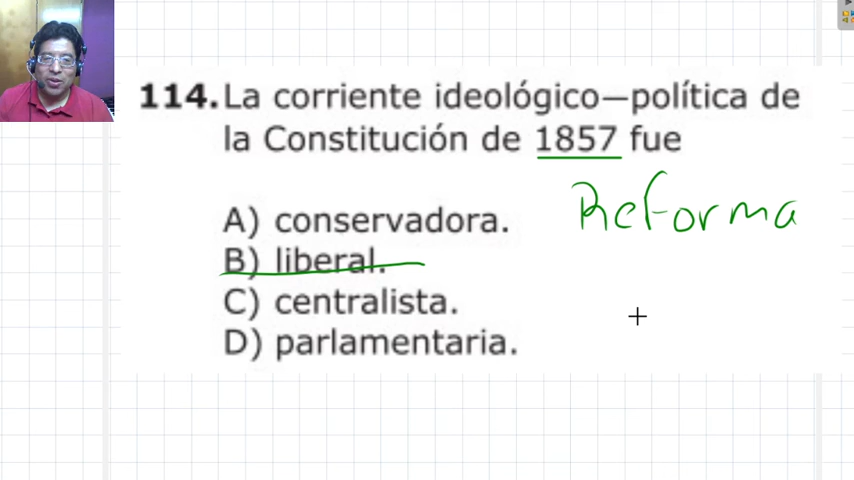 114. La corriente ideológico—política de
la Constitución de 1857 fue
Reforma
A) conservadora.
B) liberal.
C) centralista.
D) parlamentaria.